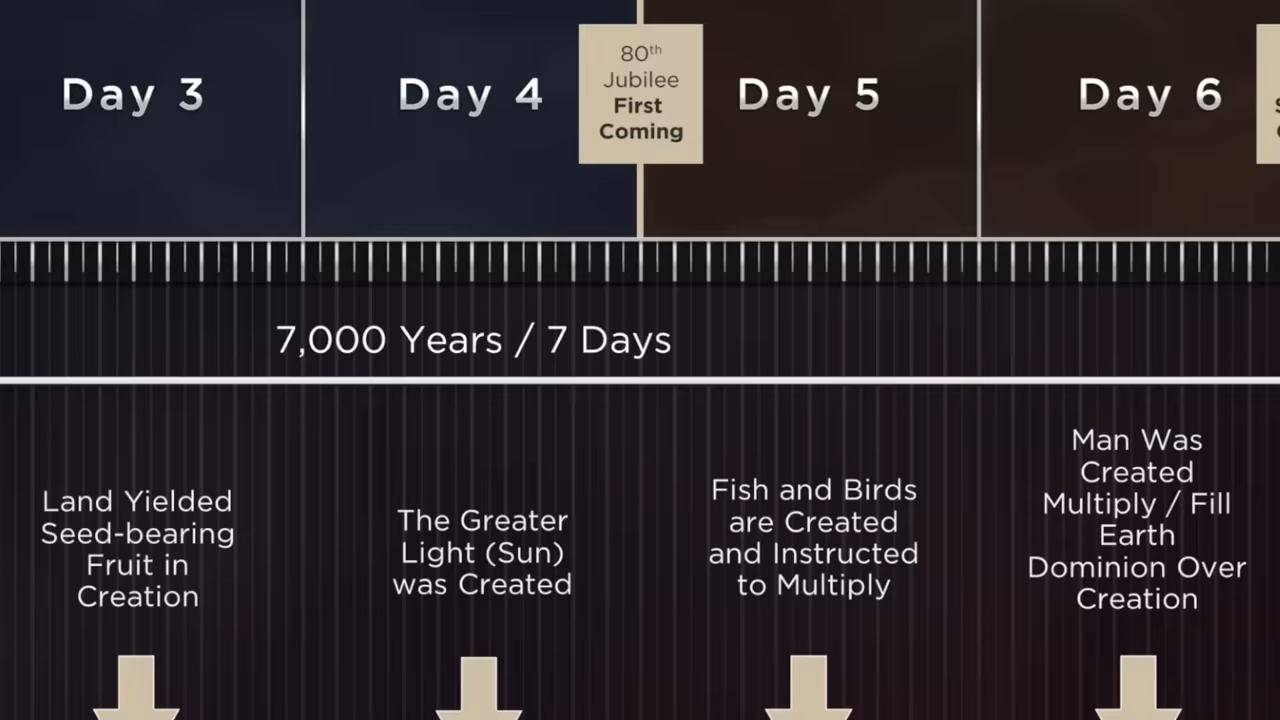 Day 3
Day 4
80th
Jubilee
First
Coming
Day 5
Day 6
7,000 Years / 7 Days
Land Yielded
Seed-bearing
Fruit in
Creation
The Greater
Light (Sun)
was Created
Fish and Birds
are Created
and Instructed
to Multiply
Man Was
Created
Multiply / Fill
Earth
Dominion Over
Creation